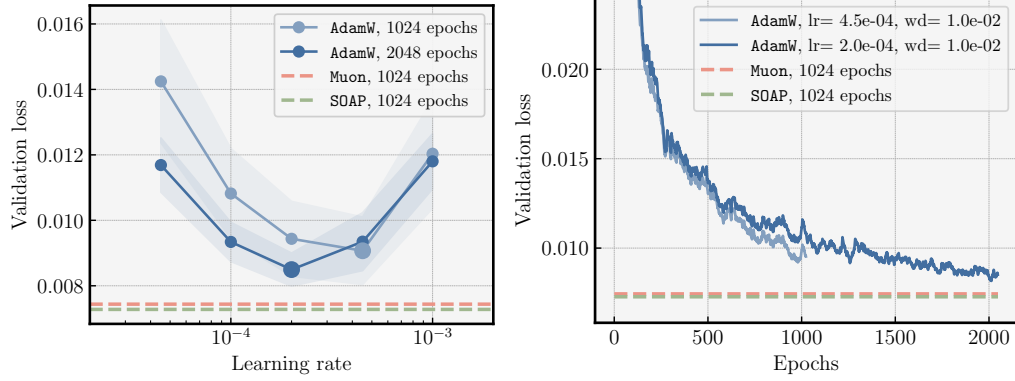 0.016
0.014
0.012
0.010
0.008
Validation loss
10⁻⁴
10⁻³
Learning rate
AdamW, 1024 epochs
AdamW, 2048 epochs
Muon, 1024 epochs
SOAP, 1024 epochs
0.020
0.015
0.010
Validation loss
0
500
1000
1500
2000
Epochs
AdamW, lr= 4.5e-04, wd= 1.0e-02
AdamW, lr= 2.0e-04, wd= 1.0e-02
Muon, 1024 epochs
SOAP, 1024 epochs